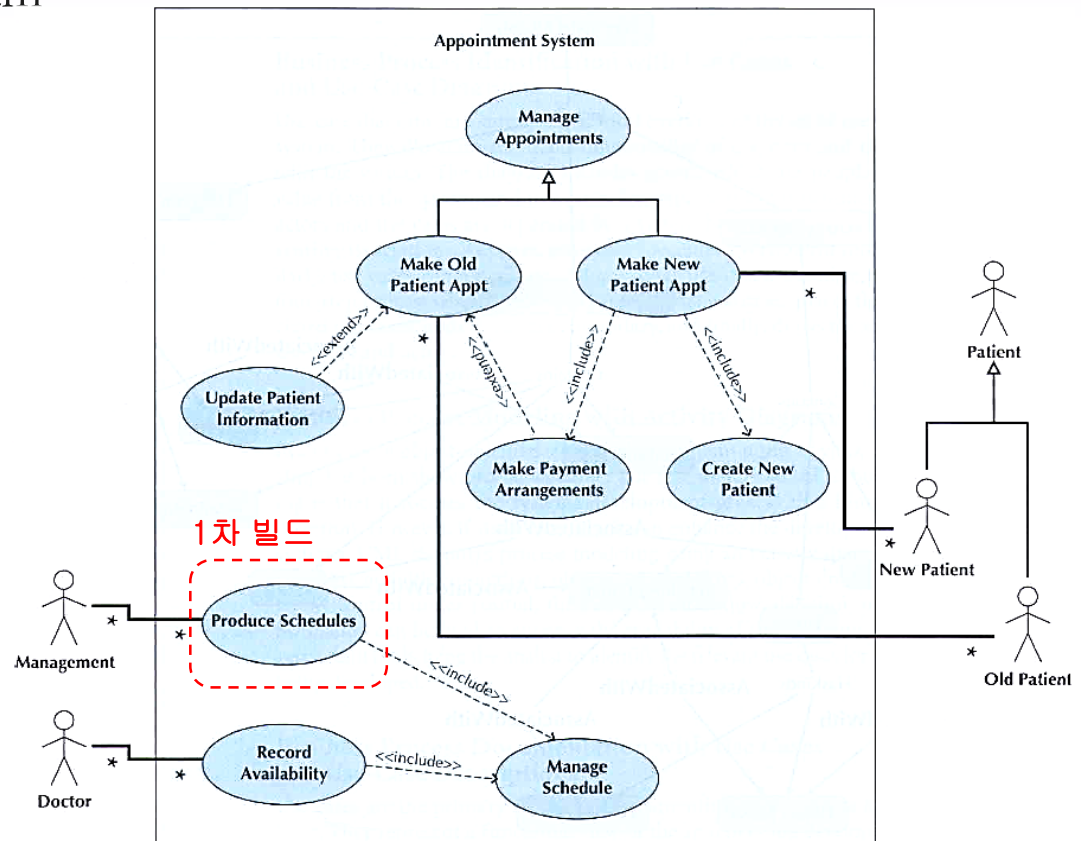 Appointment System
Manage
Appointments
Make Old
Patient Appt
Make New
Patient Appt
*
*
Patient
<<extend>>
<<extend>>
<<include>>
<<include>>
Update Patient
Information
Make Payment
Arrangements
Create New
Patient
1차 빌드
*
New Patient
Produce Schedules
*
*
Management
<<include>>
*
Old Patient
Record
Availability
<<include>>
*
*
Manage
Schedule
Doctor